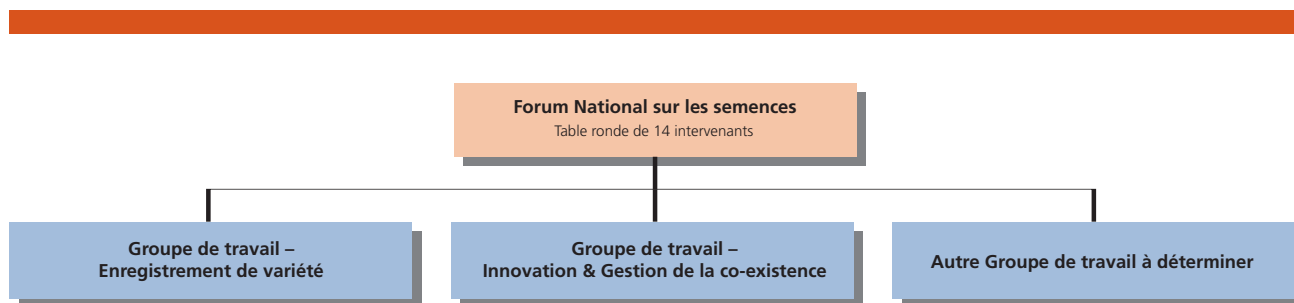 Forum National sur les semences
Table ronde de 14 intervenants
Groupe de travail –
Enregistrement de variété
Groupe de travail –
Innovation & Gestion de la co-existence
Autre Groupe de travail à déterminer